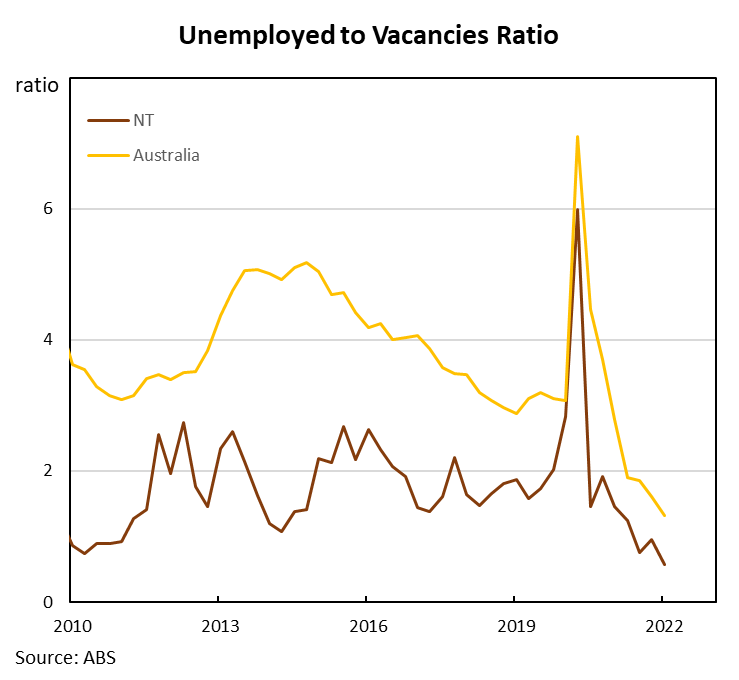 Unemployed to Vacancies Ratio
ratio
NT
Australia
6
4
2
0
2010 2013 2016 2019 2022
Source: ABS